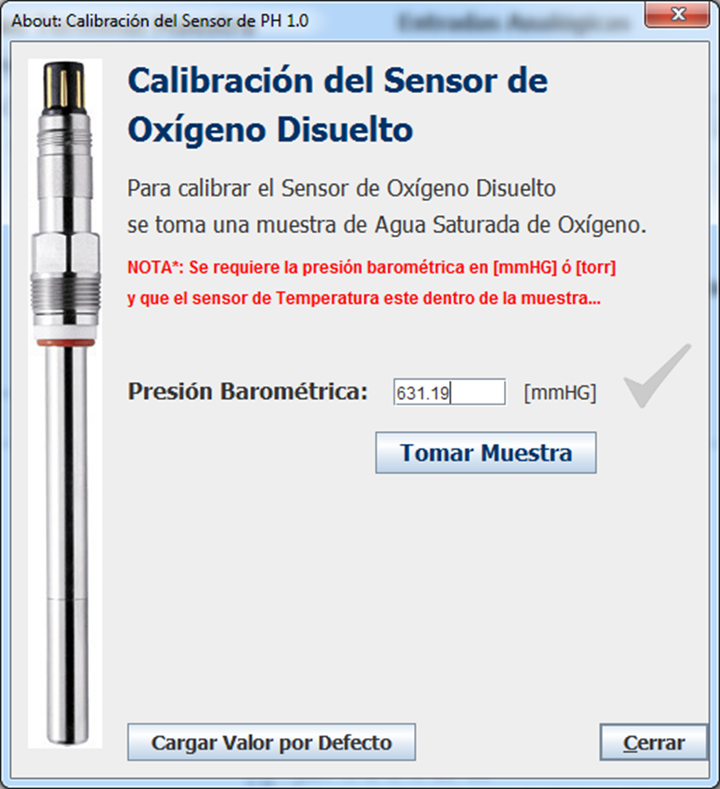 About: Calibración del Sensor de PH 1.0
Entradas Analógicas
Calibración del Sensor de
Oxígeno Disuelto
Para calibrar el Sensor de Oxígeno Disuelto
se toma una muestra de Agua Saturada de Oxígeno.
NOTA*: Se requiere la presión barométrica en [mmHG] ó [torr]
y que el sensor de Temperatura este dentro de la muestra...
Presión Barométrica: 631.19 [mmHG]
Tomar Muestra
Cargar Valor por Defecto Cerrar